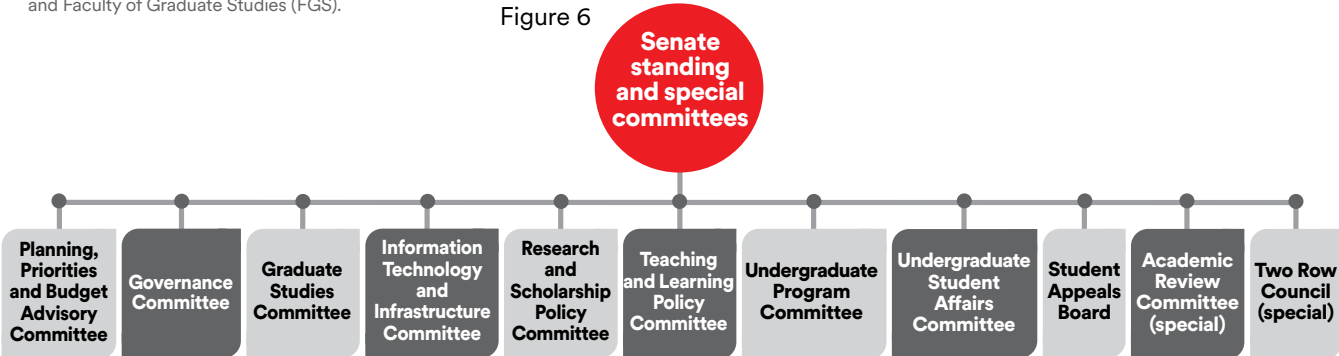 and Faculty of Graduate Studies (FGS).
Figure 6
Senate
standing
and special
committees
Planning,
Priorities
and Budget
Advisory
Committee
Governance
Committee
Graduate
Studies
Committee
Information
Technology
and
Infrastructure
Committee
Research
and
Scholarship
Policy
Committee
Teaching
and Learning
Policy
Committee
Undergraduate
Program
Committee
Undergraduate
Student
Affairs
Committee
Student
Appeals
Board
Academic
Review
Committee
(special)
Two Row
Council
(special)